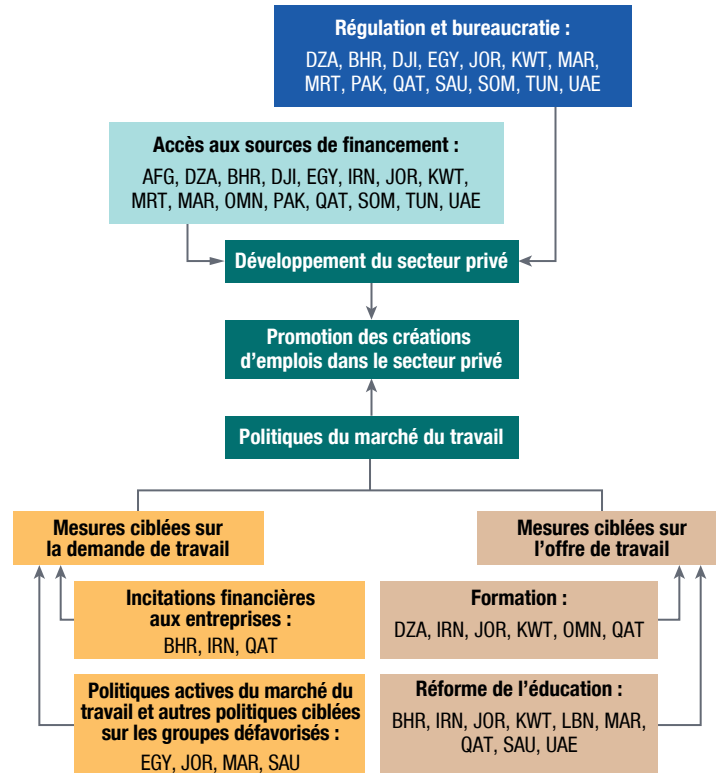 Régulation et bureaucratie :
DZA, BHR, DJI, EGY, JOR, KWT, MAR,
MRT, PAK, QAT, SAU, SOM, TUN, UAE
Accès aux sources de financement :
AFG, DZA, BHR, DJI, EGY, IRN, JOR, KWT,
MRT, MAR, OMN, PAK, QAT, SOM, TUN, UAE
Développement du secteur privé
Promotion des créations
d’emplois dans le secteur privé
Politiques du marché du travail
Mesures ciblées sur
la demande de travail
Mesures ciblées sur
l’offre de travail
Incitations financières
aux entreprises :
BHR, IRN, QAT
Formation :
DZA, IRN, JOR, KWT, OMN, QAT
Politiques actives du marché du
travail et autres politiques ciblées
sur les groupes défavorisés :
EGY, JOR, MAR, SAU
Réforme de l’éducation :
BHR, IRN, JOR, KWT, LBN, MAR,
QAT, SAU, UAE